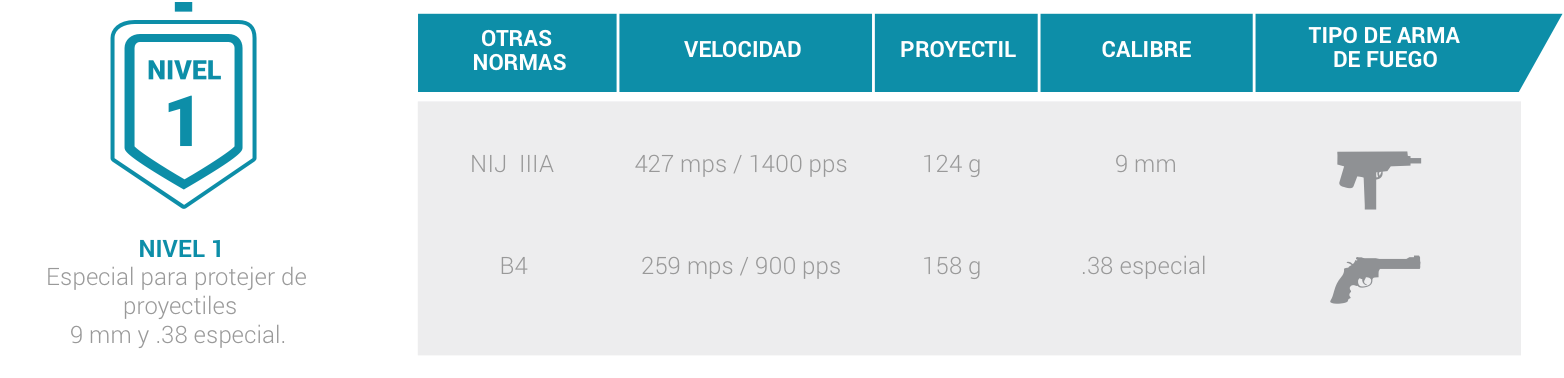 NIVEL
1
NIVEL 1
Especial para protejer de
proyectiles
9 mm y .38 especial.
OTRAS
NORMAS
VELOCIDAD
PROYECTIL
CALIBRE
TIPO DE ARMA
DE FUEGO
NIJ IIIA
427 mps / 1400 pps
124 g
9 mm
B4
259 mps / 900 pps
158 g
.38 especial